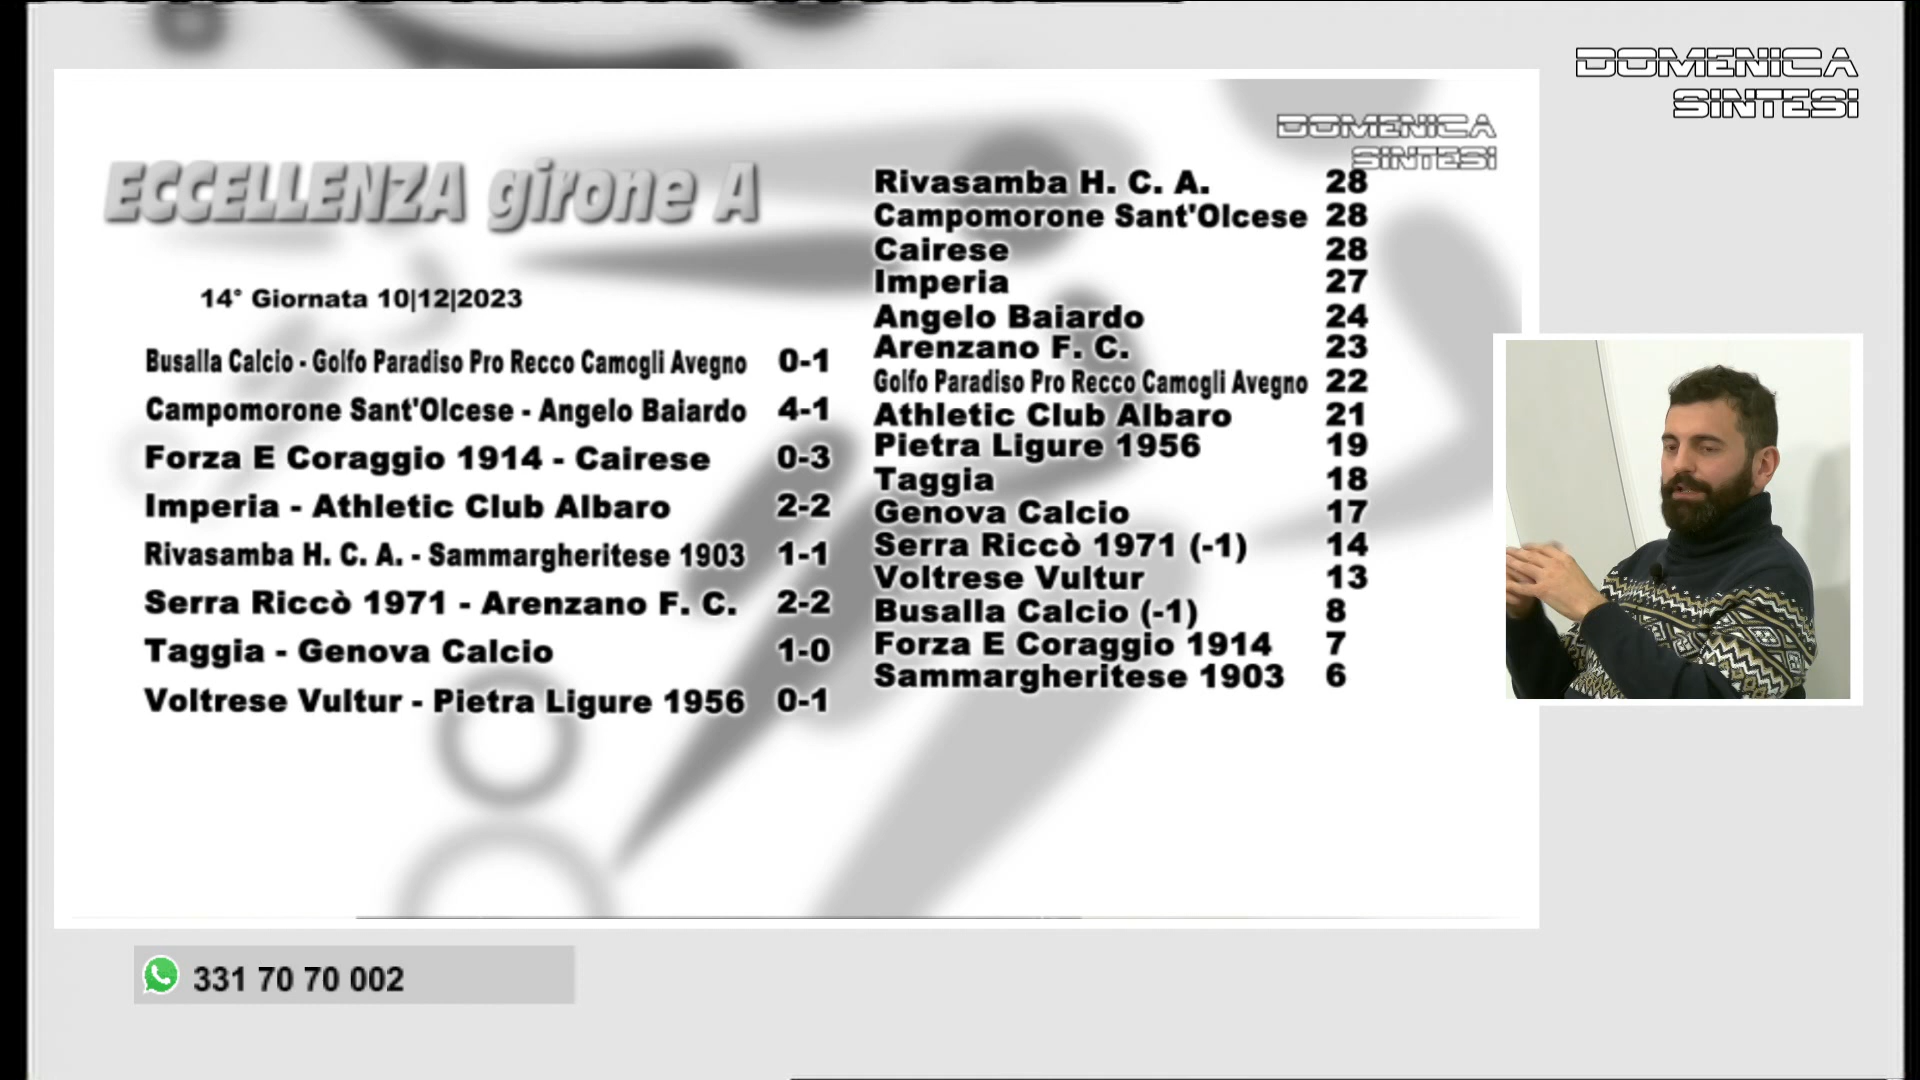 DOMENICA
SINTESI
DOMENICA
SINTESI
ECCELLENZA girone A
14° Giornata 10|12|2023
Busalla Calcio - Golfo Paradiso Pro Recco Camogli Avegno 0-1
Campomorone Sant'Olcese - Angelo Baiardo 4-1
Forza E Coraggio 1914 - Cairese 0-3
Imperia - Athletic Club Albaro 2-2
Rivasamba H. C. A. - Sammargheritese 1903 1-1
Serra Riccò 1971 - Arenzano F. C. 2-2
Taggia - Genova Calcio 1-0
Voltrese Vultur - Pietra Ligure 1956 0-1
Rivasamba H. C. A. 28
Campomorone Sant'Olcese 28
Cairese 28
Imperia 27
Angelo Baiardo 24
Arenzano F. C. 23
Golfo Paradiso Pro Recco Camogli Avegno 22
Athletic Club Albaro 21
Pietra Ligure 1956 19
Taggia 18
Genova Calcio 17
Serra Riccò 1971 (-1) 14
Voltrese Vultur 13
Busalla Calcio (-1) 8
Forza E Coraggio 1914 7
Sammargheritese 1903 6
331 70 70 002